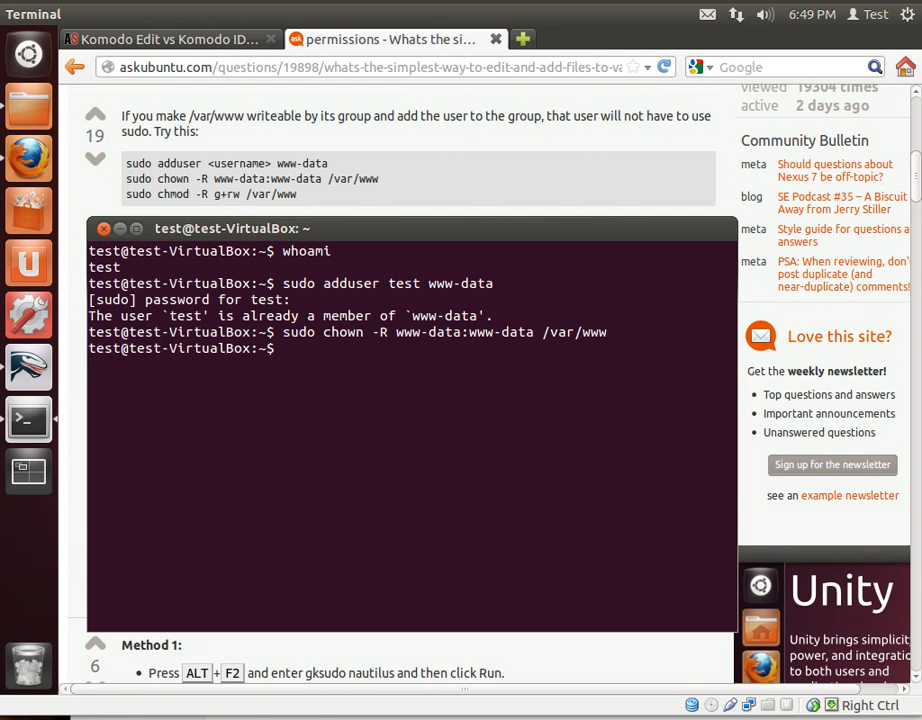 Terminal
6:49 PM
Test
Komodo Edit vs Komodo ID...
permissions - Whats the si...
askubuntu.com/questions/19898/whats-the-simplest-way-to-edit-and-add-files-to-va
Google
19
If you make /var/www writeable by its group and add the user to the group, that user will not have to use
sudo. Try this:
sudo adduser <username> www-data
sudo chown -R www-data:www-data /var/www
sudo chmod -R g+rw /var/www
test@test-VirtualBox: ~
test@test-VirtualBox:~$ whoami
test
test@test-VirtualBox:~$ sudo adduser test www-data
[sudo] password for test:
The user `test' is already a member of `www-data'.
test@test-VirtualBox:~$ sudo chown -R www-data:www-data /var/www
test@test-VirtualBox:~$
6
Method 1:
Press ALT + F2 and enter gksudo nautilus and then click Run.
viewed 19304 times
active 2 days ago
Community Bulletin
meta Should questions about
Nexus 7 be off-topic?
blog SE Podcast #35 – A Biscuit
Away from Jerry Stiller
meta Style guide for questions a
answers
meta PSA: When reviewing, don'
post duplicate (and
near-duplicate) comments!
Love this site?
Get the weekly newsletter!
Top questions and answers
Important announcements
Unanswered questions
Sign up for the newsletter
see an example newsletter
Unity
Unity brings simplicit
power, and integratio
to both users and
Right Ctrl